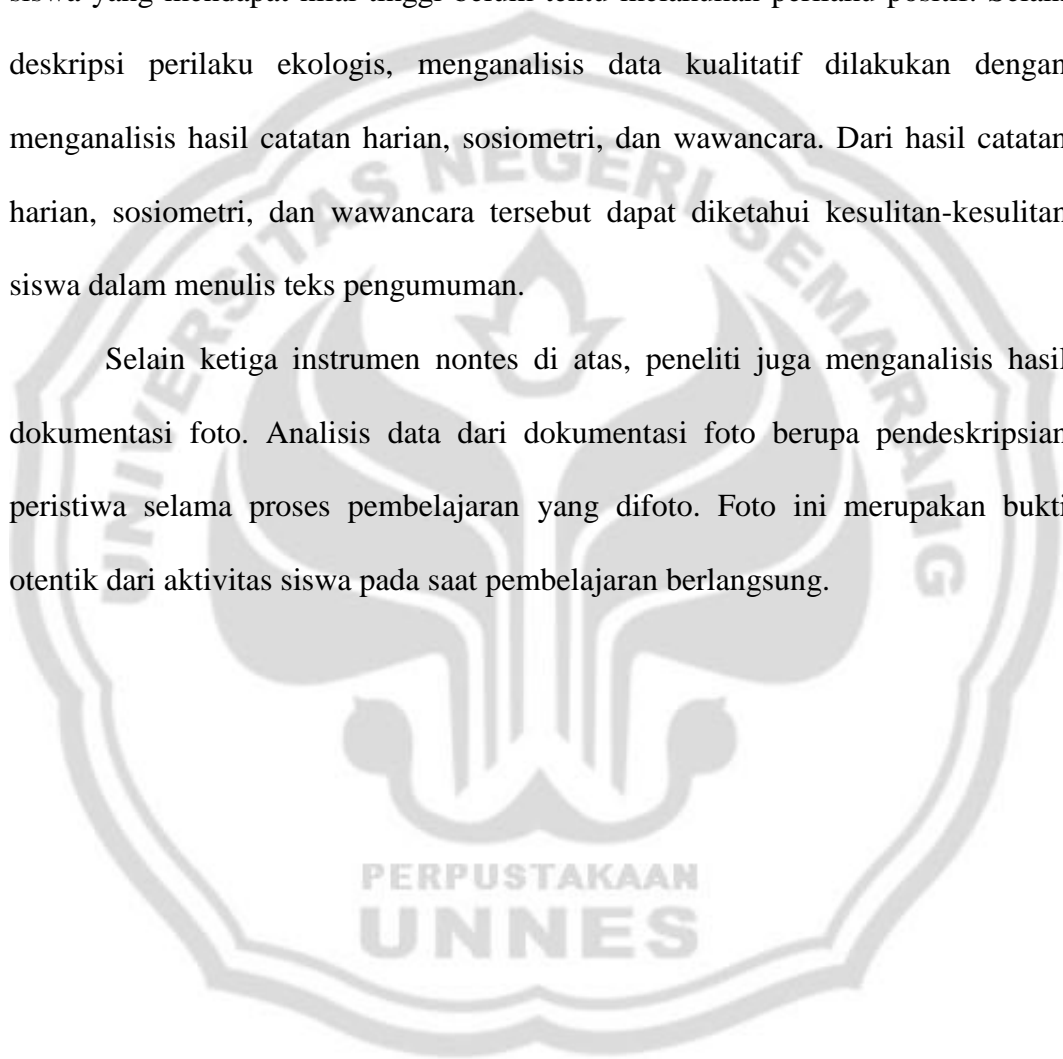 siswa yang mendapat nilai tinggi belum tentu melakukan perilaku positif. Selain
deskripsi perilaku ekologis, menganalisis data kualitatif dilakukan dengan
menganalisis hasil catatan harian, sosiometri, dan wawancara. Dari hasil catatan
harian, sosiometri, dan wawancara tersebut dapat diketahui kesulitan-kesulitan
siswa dalam menulis teks pengumuman.
Selain ketiga instrumen nontes di atas, peneliti juga menganalisis hasil
dokumentasi foto. Analisis data dari dokumentasi foto berupa pendeskripsian
peristiwa selama proses pembelajaran yang difoto. Foto ini merupakan bukti
otentik dari aktivitas siswa pada saat pembelajaran berlangsung.
UNIVERSITAS NEGERI SEMARANG
PERPUSTAKAAN
UNNES